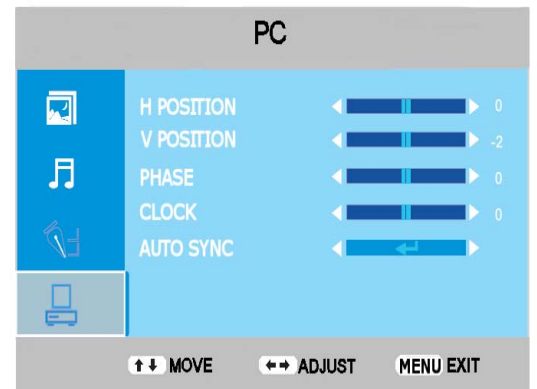 PC
H POSITION 0
V POSITION -2
PHASE 0
CLOCK 0
AUTO SYNC
MOVE ADJUST MENU EXIT